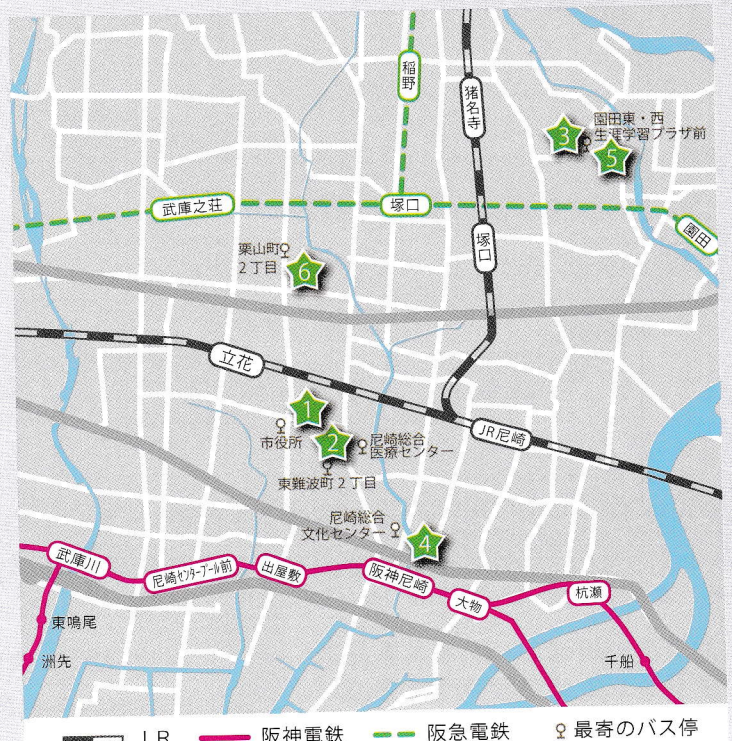 稲野
猪名寺
園田東・西
生涯学習プラザ前
3
5
武庫之荘
塚口
園田
塚口
栗山町
2丁目
6
立花
1
市役所
2
尼崎総合
医療センター
東難波町2丁目
JR尼崎
尼崎総合
文化センター
4
武庫川
尼崎センタープール前
出屋敷
阪神尼崎
大物
杭瀬
東鳴尾
洲先
千船
JR
阪神電鉄
阪急電鉄
最寄のバス停